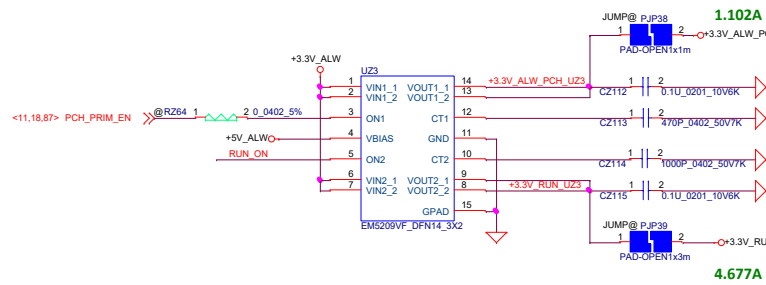 JUMP@ PJP38 1.102A
1 2 +3.3V_ALW_P
PAD-OPEN1x1m
+3.3V_ALW
UZ3
1 VIN1_1 VOUT1_1 14 +3.3V_ALW_PCH_UZ3
2 VIN1_2 VOUT1_2 13
CZ112 1 2 0.1U_0201_10V6K
<11,18,87> PCH_PRIM_EN @RZ64 1 2 0_0402_5% 3 ON1 CT1 12
CZ113 1 2 470P_0402_50V7K
+5V_ALW 4 VBIAS GND 11
RUN_ON 5 ON2 CT2 10
CZ114 1 2 1000P_0402_50V7K
6 VIN2_1 VOUT2_1 9
7 VIN2_2 VOUT2_2 8 +3.3V_RUN_UZ3
CZ115 1 2 0.1U_0201_10V6K
GPAD 15
EM5209VF_DFN14_3X2
JUMP@ PJP39
1 2 +3.3V_RU
PAD-OPEN1x3m
4.677A